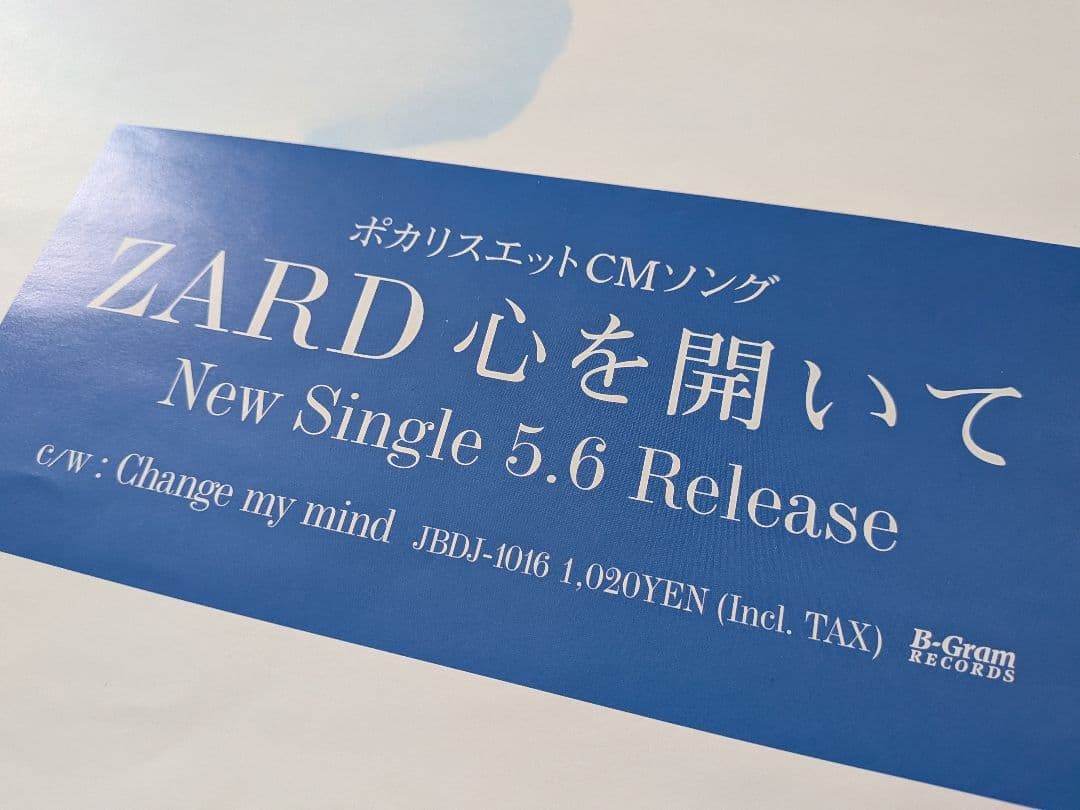 ポカリスエットCMソング
ZARD 心を開いて
New Single 5.6 Release
c/w : Change my mind JBDJ-1016 1,020YEN (Incl. TAX)
B-Gram
RECORDS